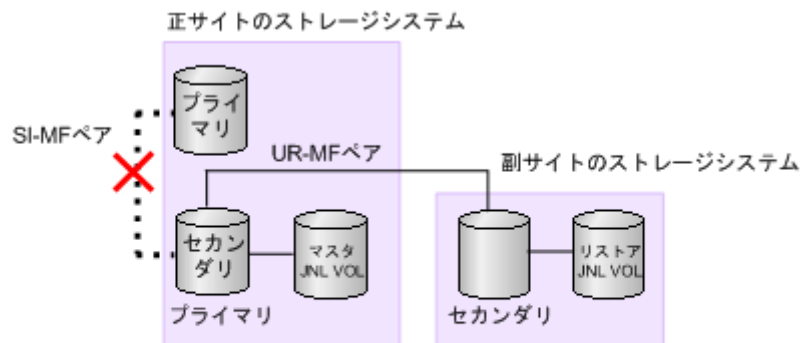 正サイトのストレージシステム
プライ
マリ
SI-MFペア
UR-MFペア
副サイトのストレージシステム
セカン
ダリ
マスタ
JNL VOL
リストア
JNL VOL
プライマリ
セカンダリ